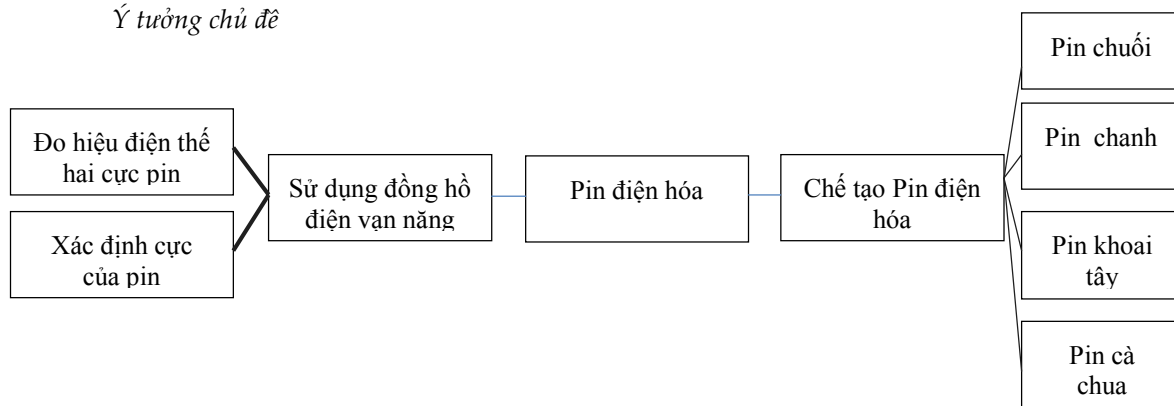 Ý tưởng chủ đề
Đo hiệu điện thế
hai cực pin
Xác định cực
của pin
Sử dụng đồng hồ
điện vạn năng
Pin điện hóa
Chế tạo Pin điện
hóa
Pin chuối
Pin chanh
Pin khoai
tây
Pin cà
chua